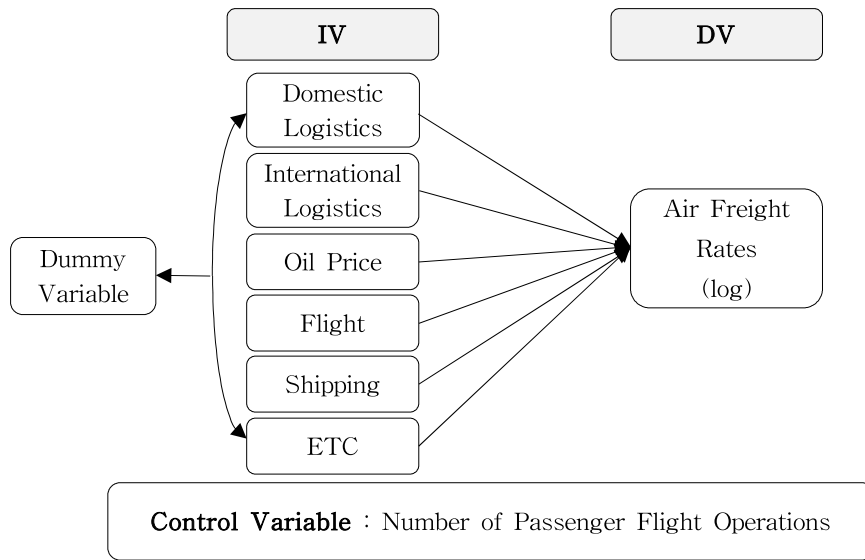 IV
DV
Domestic
Logistics
International
Logistics
Oil Price
Flight
Shipping
ETC
Dummy
Variable
Air Freight
Rates
(log)
Control Variable : Number of Passenger Flight Operations